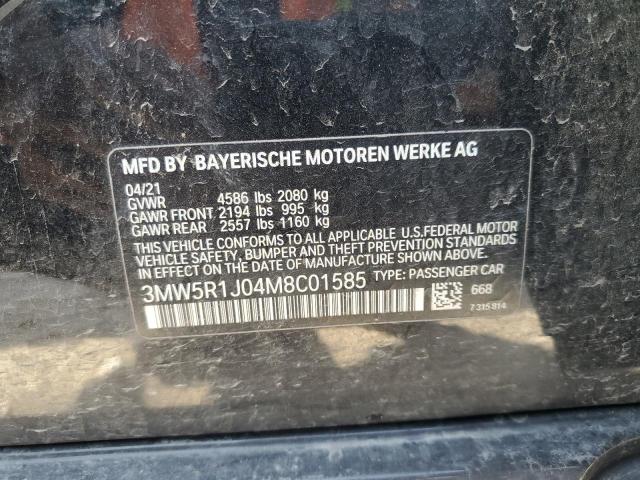 MFD BY BAYERISCHE MOTOREN WERKE AG
04/21
GVWR 4586 lbs 2080 kg
GAWR FRONT 2194 lbs 995 kg
GAWR REAR 2557 lbs 1160 kg
THIS VEHICLE CONFORMS TO ALL APPLICABLE U.S.FEDERAL MOTOR
VEHICLE SAFETY, BUMPER AND THEFT PREVENTION STANDARDS
IN EFFECT ON THE DATE OF MANUFACTURE SHOWN ABOVE.
3MW5R1J04M8C01585 TYPE: PASSENGER CAR
668
7 315 814